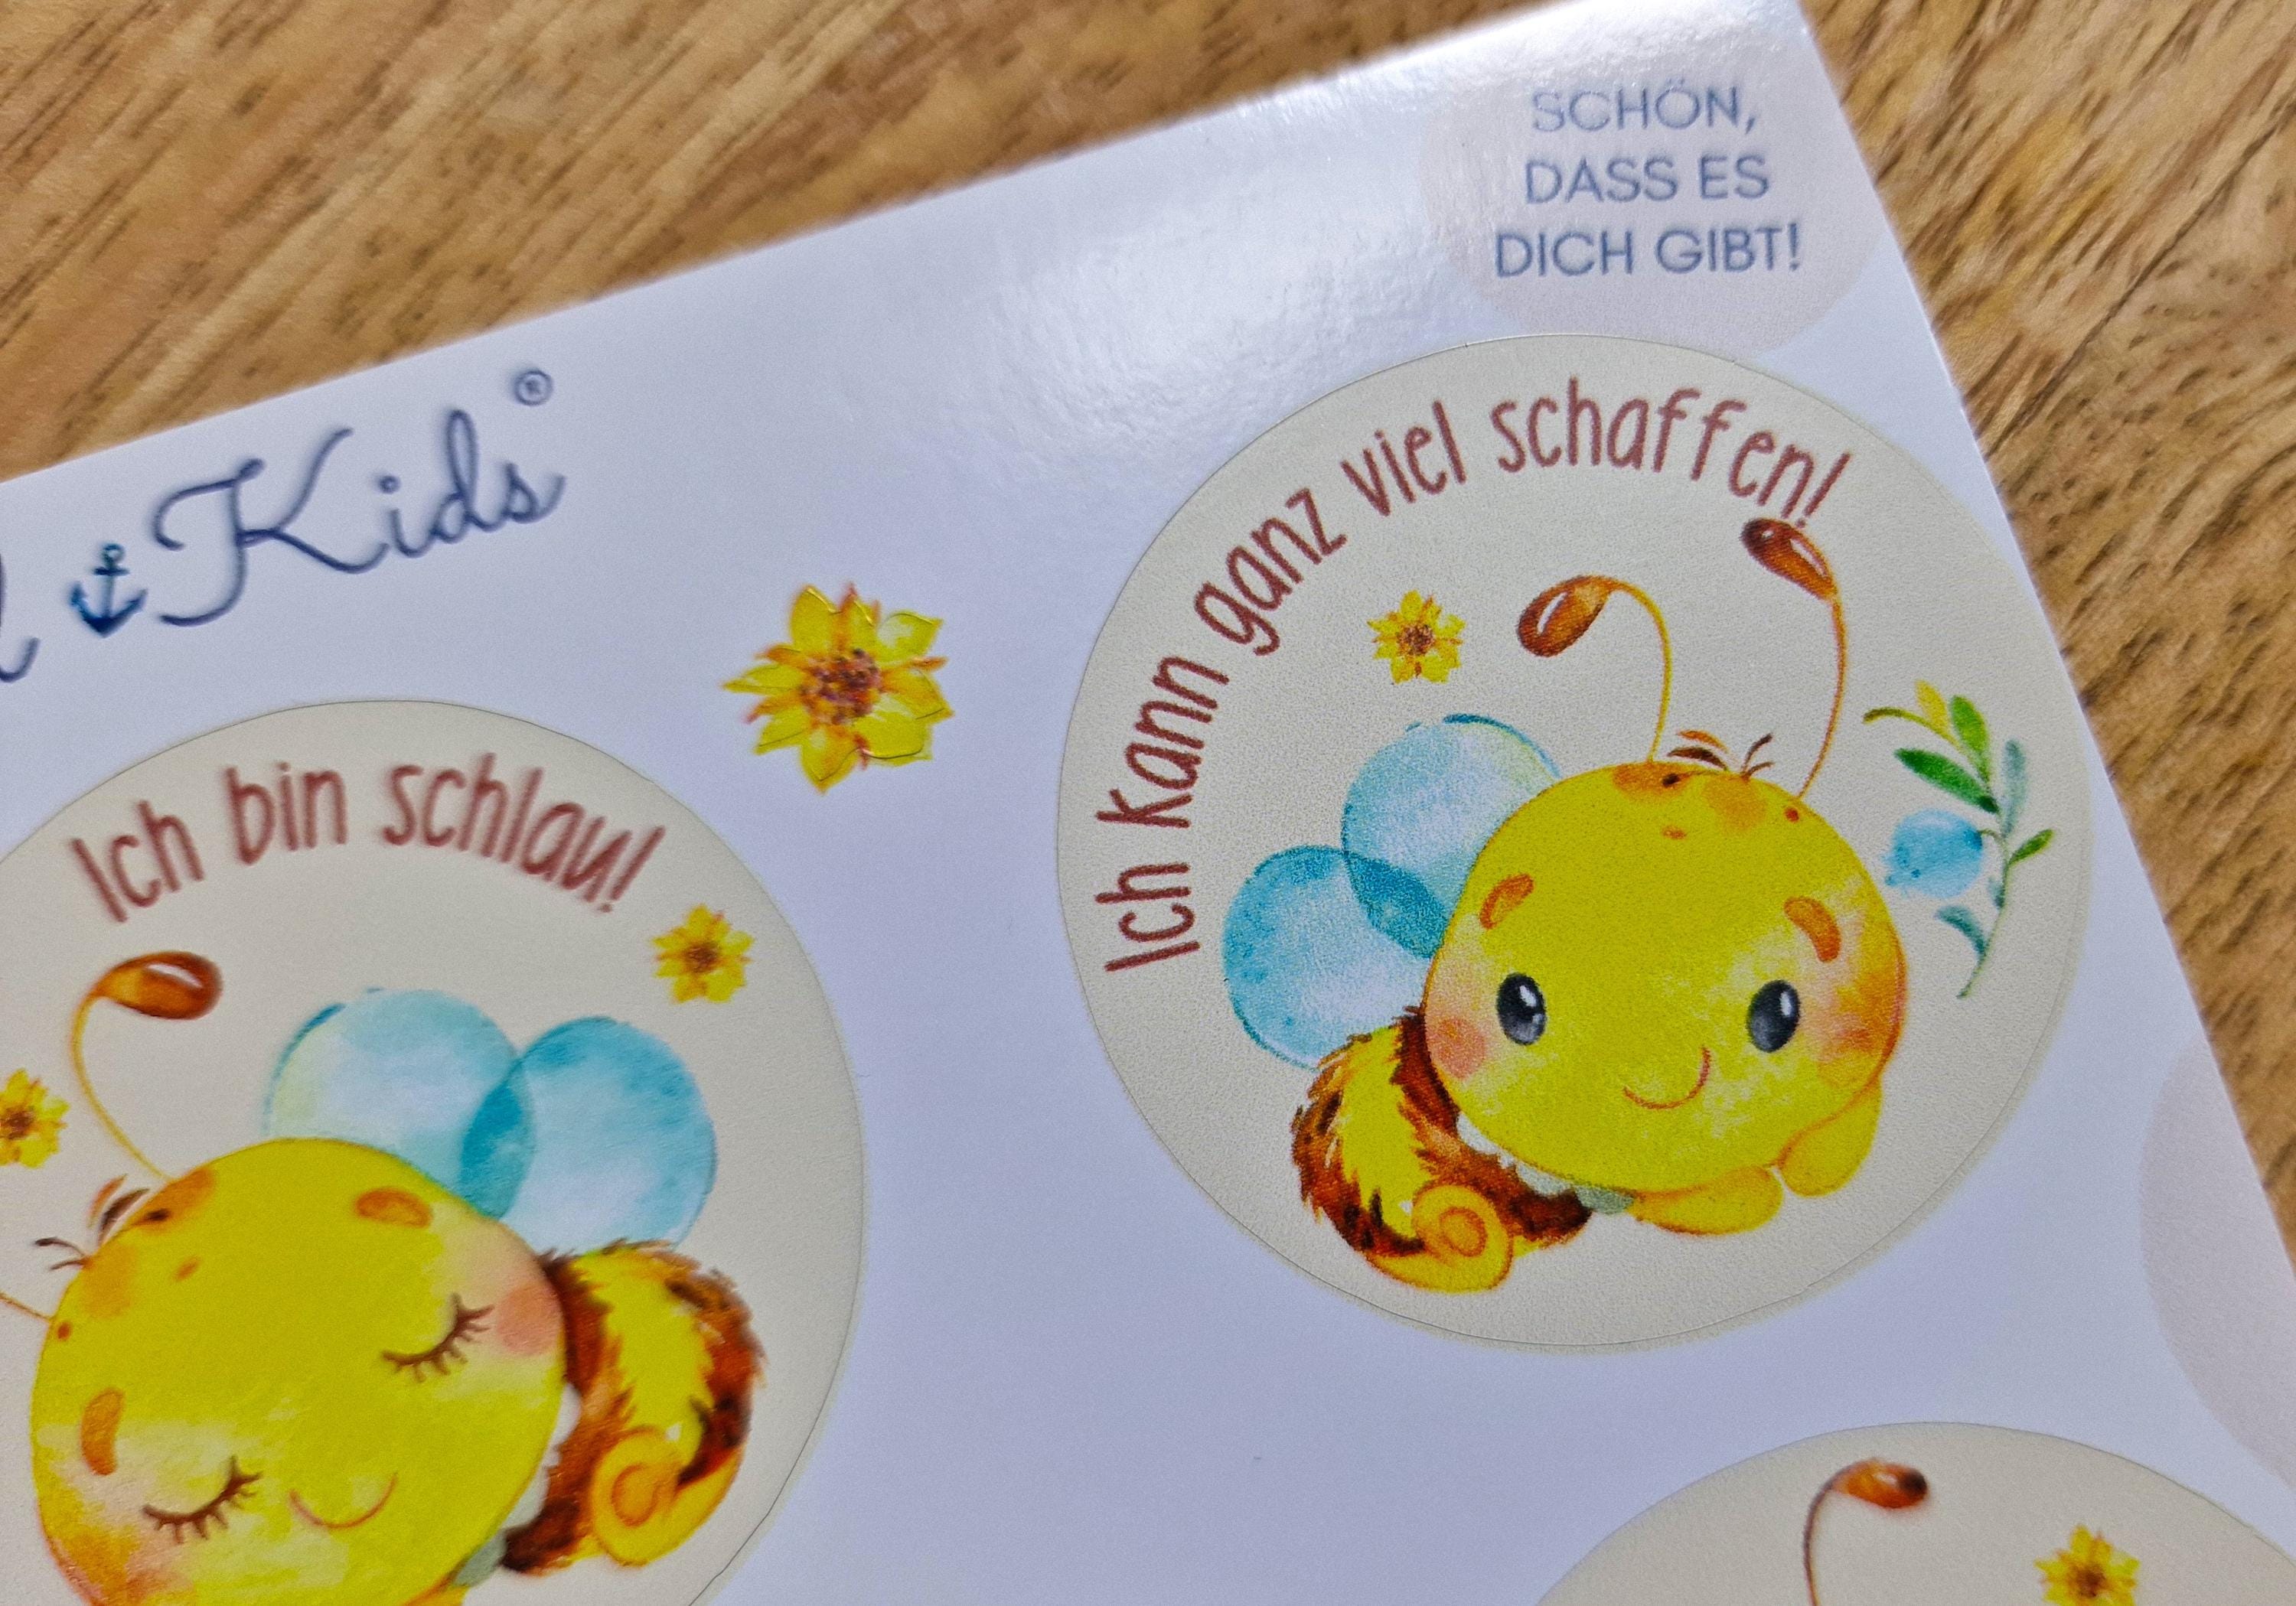 SCHÖN,
DASS ES
DICH GIBT!
Kids®
Ich kann ganz viel schaffen!
Ich bin schlau!